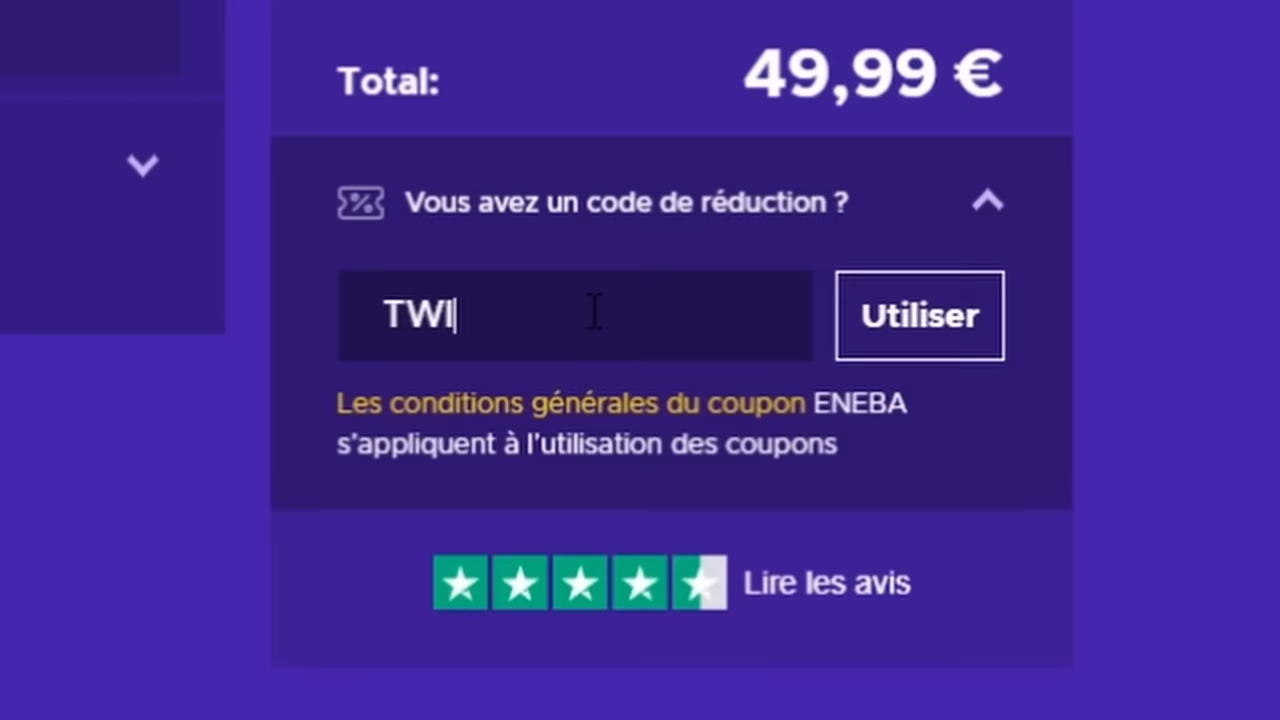 Total: 49,99 €
Vous avez un code de réduction ?
TWI
Utiliser
Les conditions générales du coupon ENEBA
s'appliquent à l'utilisation des coupons
Lire les avis